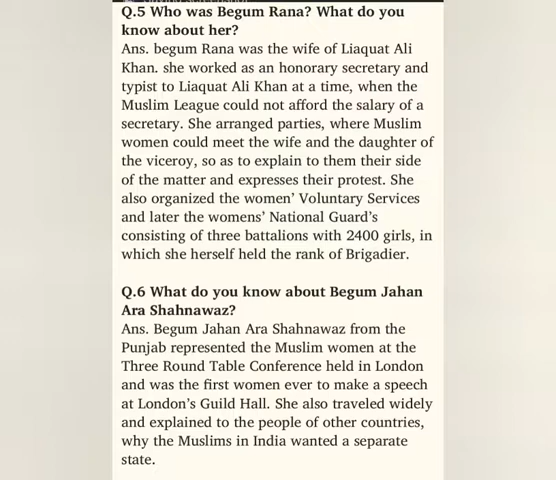 Q.5 Who was Begum Rana? What do you
know about her?
Ans. begum Rana was the wife of Liaquat Ali
Khan. she worked as an honorary secretary and
typist to Liaquat Ali Khan at a time, when the
Muslim League could not afford the salary of a
secretary. She arranged parties, where Muslim
women could meet the wife and the daughter of
the viceroy, so as to explain to them their side
of the matter and expresses their protest. She
also organized the women’ Voluntary Services
and later the womens’ National Guard’s
consisting of three battalions with 2400 girls, in
which she herself held the rank of Brigadier.
Q.6 What do you know about Begum Jahan
Ara Shahnawaz?
Ans. Begum Jahan Ara Shahnawaz from the
Punjab represented the Muslim women at the
Three Round Table Conference held in London
and was the first women ever to make a speech
at London’s Guild Hall. She also traveled widely
and explained to the people of other countries,
why the Muslims in India wanted a separate
state.